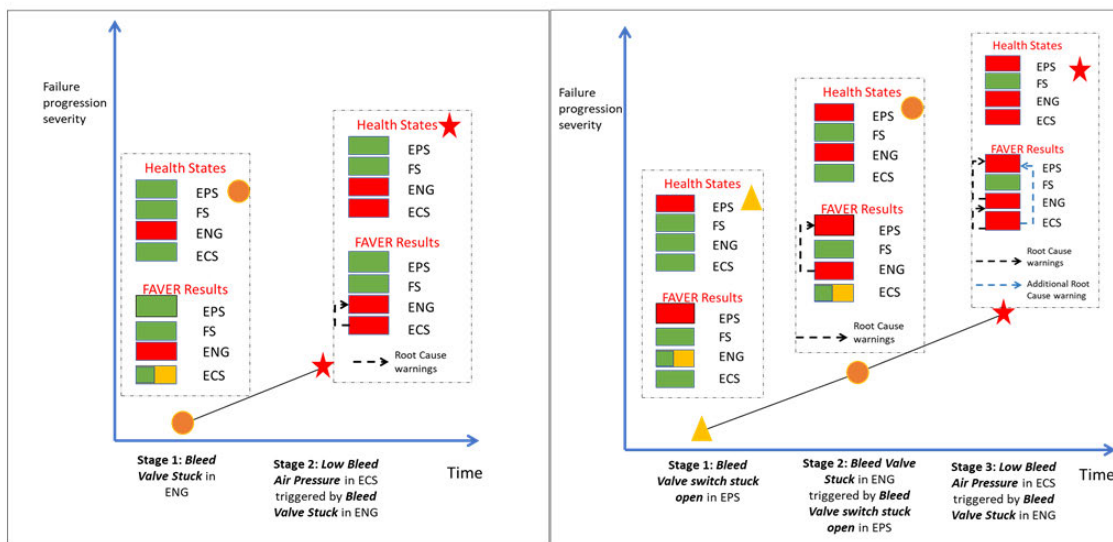 Failure
progression
severity
Health States
EPS
FS
ENG
ECS
FAVER Results
EPS
FS
ENG
ECS
Health States
EPS
FS
ENG
ECS
FAVER Results
EPS
FS
ENG
ECS
Root Cause
warnings
Stage 1: Bleed
Valve Stuck in
ENG
Stage 2: Low Bleed
Air Pressure in ECS
triggered by Bleed
Valve Stuck in ENG
Time
Failure
progression
severity
Health States
EPS
FS
ENG
ECS
FAVER Results
EPS
FS
ENG
ECS
Health States
EPS
FS
ENG
ECS
FAVER Results
EPS
FS
ENG
ECS
Root Cause
warnings
Health States
EPS
FS
ENG
ECS
FAVER Results
EPS
FS
ENG
ECS
Root Cause
warnings
Additional Root
Cause warning
Stage 1: Bleed
Valve switch stuck
open in EPS
Stage 2: Bleed Valve
Stuck in ENG
triggered by Bleed
Valve switch stuck
open in EPS
Stage 3: Low Bleed
Air Pressure in ECS
triggered by Bleed
Valve Stuck in ENG
Time